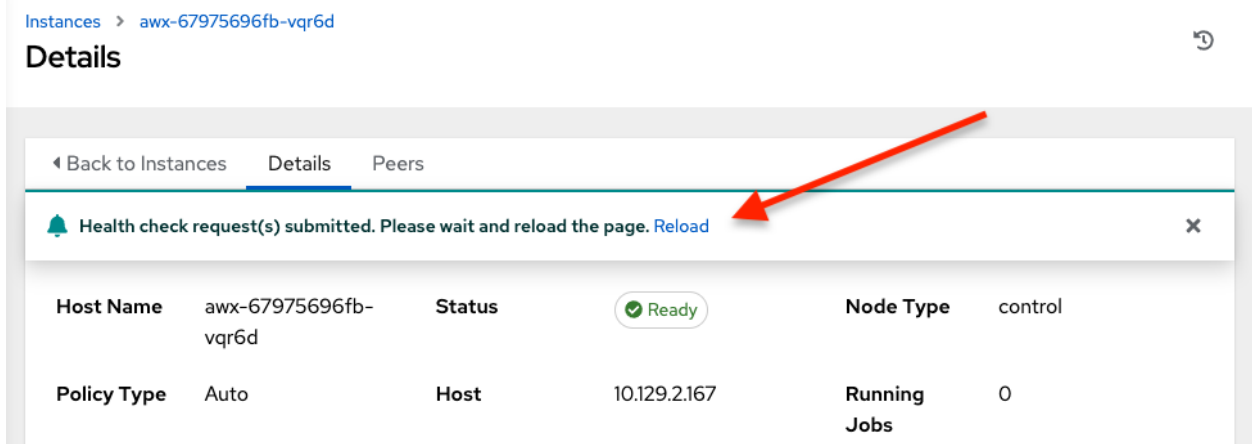 Instances > awx-67975696fb-vqr6d
Details
Back to Instances Details Peers
Health check request(s) submitted. Please wait and reload the page. Reload
Host Name awx-67975696fb-vqr6d Status Ready Node Type control
Policy Type Auto Host 10.129.2.167 Running Jobs 0